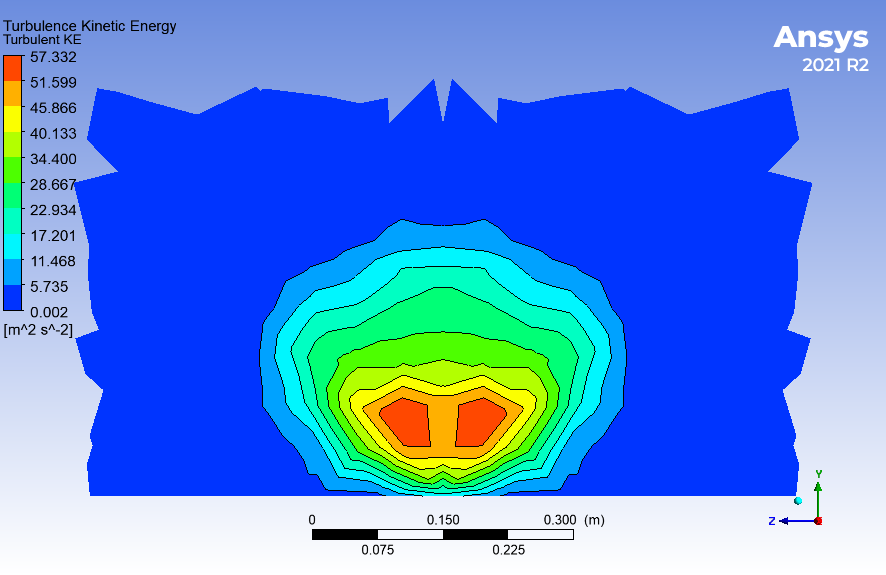 Turbulence Kinetic Energy
Turbulent KE
57.332
51.599
45.866
40.133
34.400
28.667
22.934
17.201
11.468
5.735
0.002
[m^2 s^-2]
Ansys
2021 R2
0 0.150 0.300 (m)
0.075 0.225
Y
Z